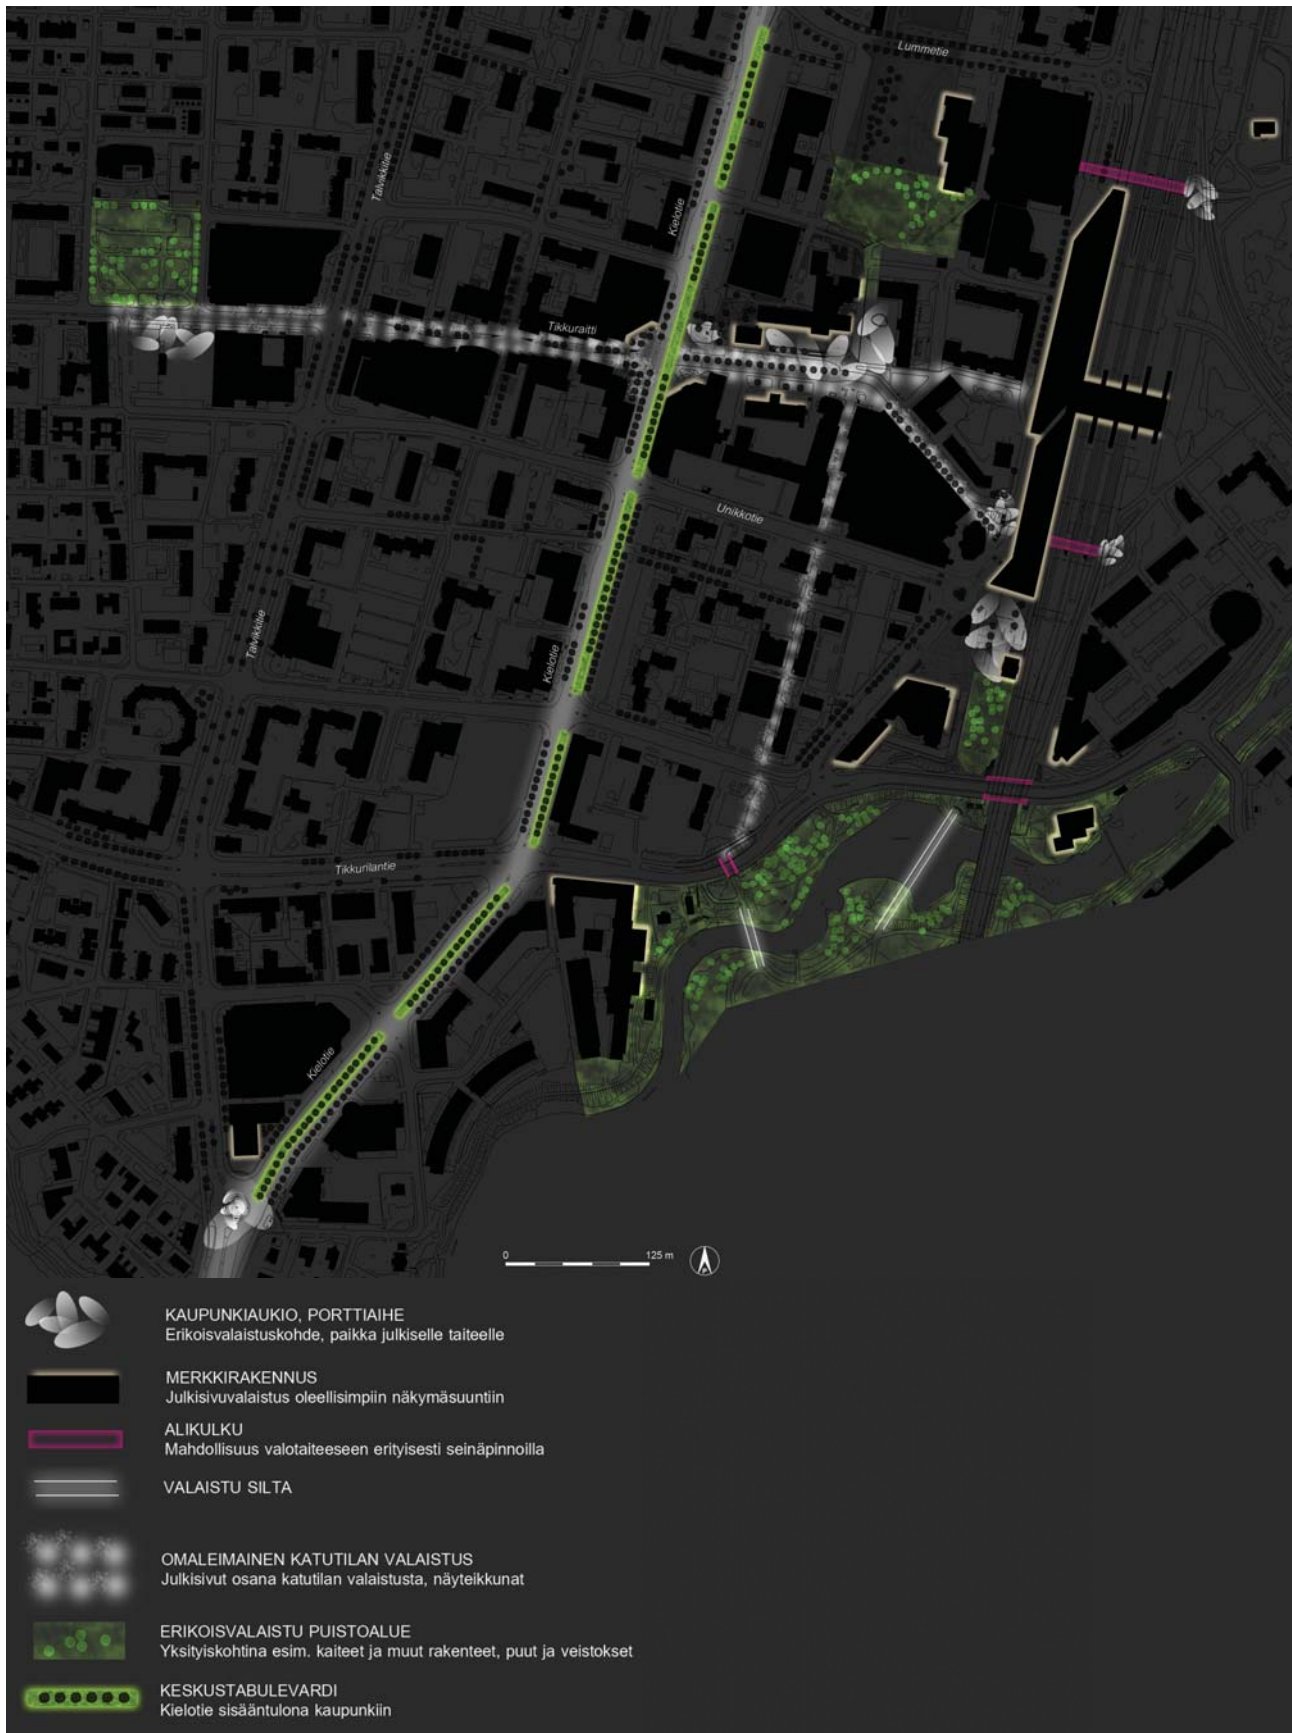 Lummetie
Talvikkitie
Kielotie
Tikkuraitti
Unikkotie
Talvikkitie
Kielotie
Tikkurilantie
Kielotie
0 125 m
P
KAUPUNKIAUKIO, PORTTIAIHE
Erikoisvalaistuskohde, paikka julkiselle taiteelle
MERKKIRAKENNUS
Julkisivuvalaistus oleellisimpiin näkymäsuuntiin
ALIKULKU
Mahdollisuus valotaiteeseen erityisesti seinäpinnoilla
VALAISTU SILTA
OMALEIMAINEN KATUTILAN VALAISTUS
Julkisivut osana katutilan valaistusta, näyteikkunat
ERIKOISVALAISTU PUISTOALUE
Yksityiskohtina esim. kaiteet ja muut rakenteet, puut ja veistokset
KESKUSTABULEVARDI
Kielotie sisääntulona kaupunkiin